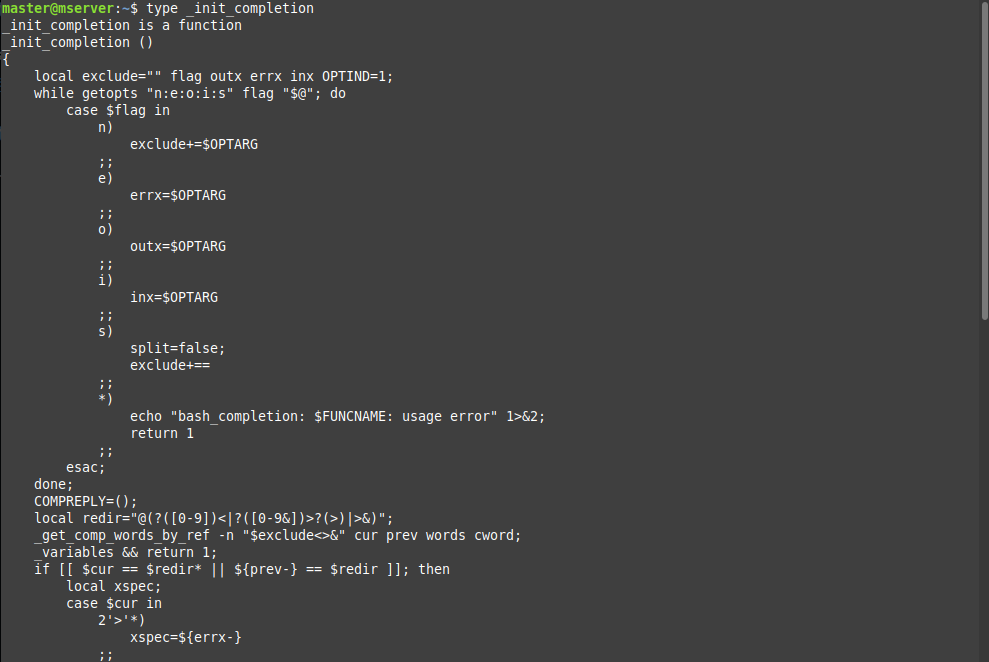 master@mserver:~$ type _init_completion
_init_completion is a function
_init_completion ()
{
    local exclude="" flag outx errx inx OPTIND=1;
    while getopts "n:e:o:i:s" flag "$@"; do
        case $flag in
            n)
                exclude+=$OPTARG
            ;;
            e)
                errx=$OPTARG
            ;;
            o)
                outx=$OPTARG
            ;;
            i)
                inx=$OPTARG
            ;;
            s)
                split=false;
                exclude+==
            ;;
            *)
                echo "bash_completion: $FUNCNAME: usage error" 1>&2;
                return 1
            ;;
        esac;
    done;
    COMPREPLY=();
    local redir="@(?([0-9])<|?([0-9&])>?(>)|>&)";
    _get_comp_words_by_ref -n "$exclude<>&" cur prev words cword;
    _variables && return 1;
    if [[ $cur == $redir* || ${prev-} == $redir ]]; then
        local xspec;
        case $cur in
            2'>'*)
                xspec=${errx-}
            ;;